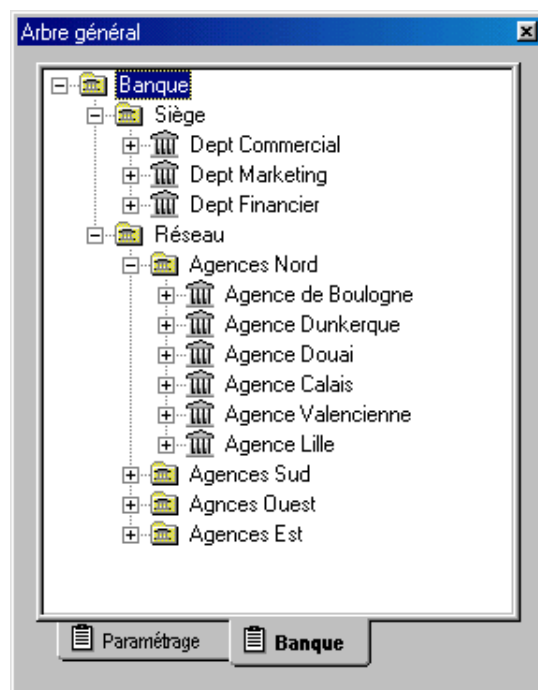 Arbre général
Banque
Siège
Dept Commercial
Dept Marketing
Dept Financier
Réseau
Agences Nord
Agence de Boulogne
Agence Dunkerque
Agence Douai
Agence Calais
Agence Valencienne
Agence Lille
Agences Sud
Agnces Ouest
Agences Est
Paramétrage
Banque